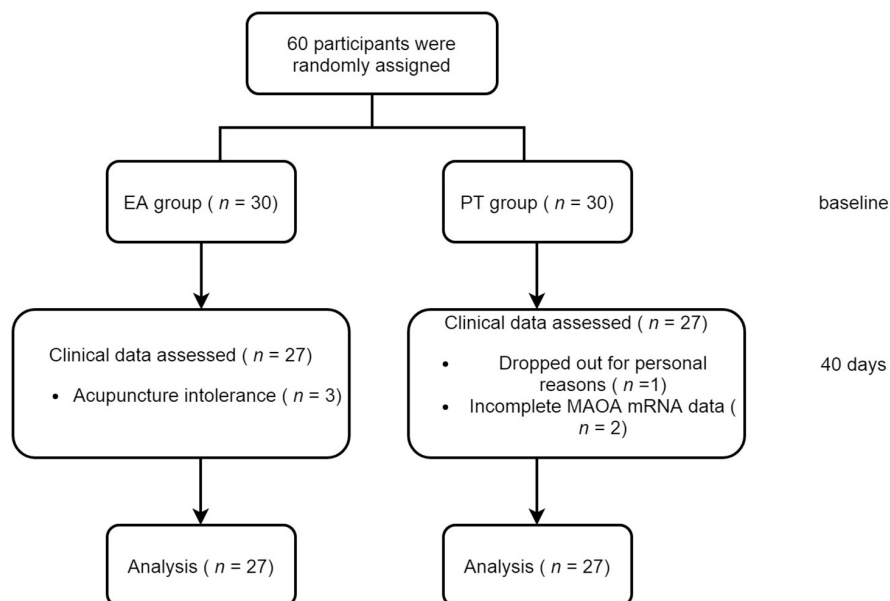 60 participants were
randomly assigned
EA group ( n = 30)
PT group ( n = 30)
baseline
Clinical data assessed ( n = 27)
• Acupuncture intolerance ( n = 3)
Clinical data assessed ( n = 27)
• Dropped out for personal
reasons ( n =1)
• Incomplete MAOA mRNA data (
n = 2)
40 days
Analysis ( n = 27)
Analysis ( n = 27)